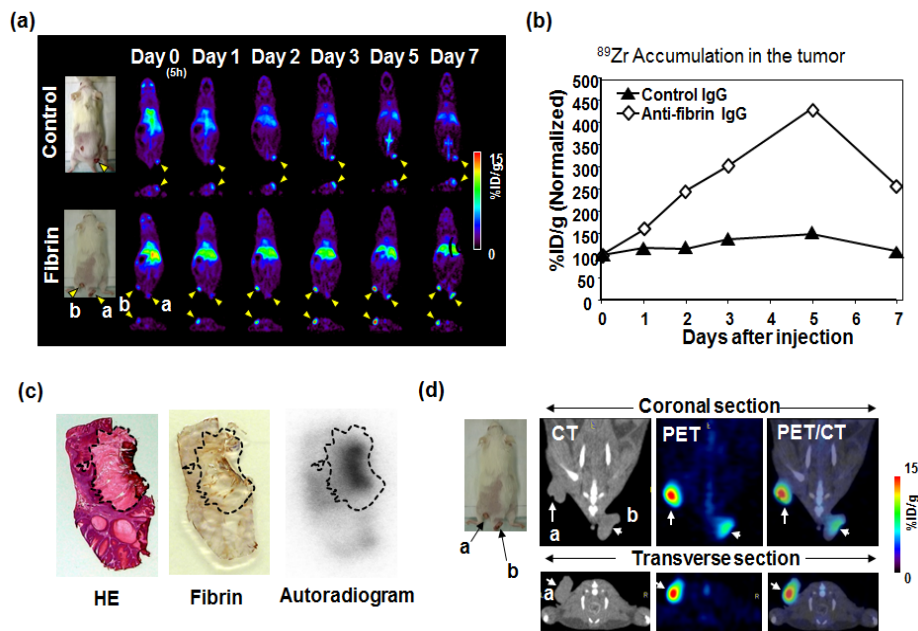 (a)
Day 0 Day 1 Day 2 Day 3 Day 5 Day 7
(5h)
Control
Fibrin
b a
b a
15
%ID/g
0
(b)
⁸⁹Zr Accumulation in the tumor
Control IgG
Anti-fibrin IgG
%ID/g (Normalized)
500
450
400
350
300
250
200
150
100
50
0
0 1 2 3 5 7
Days after injection
(c)
HE Fibrin Autoradiogram
(d)
Coronal section
CT PET PET/CT
a b
a
b
Transverse section
a
R R
15
10
5
0
%ID/g